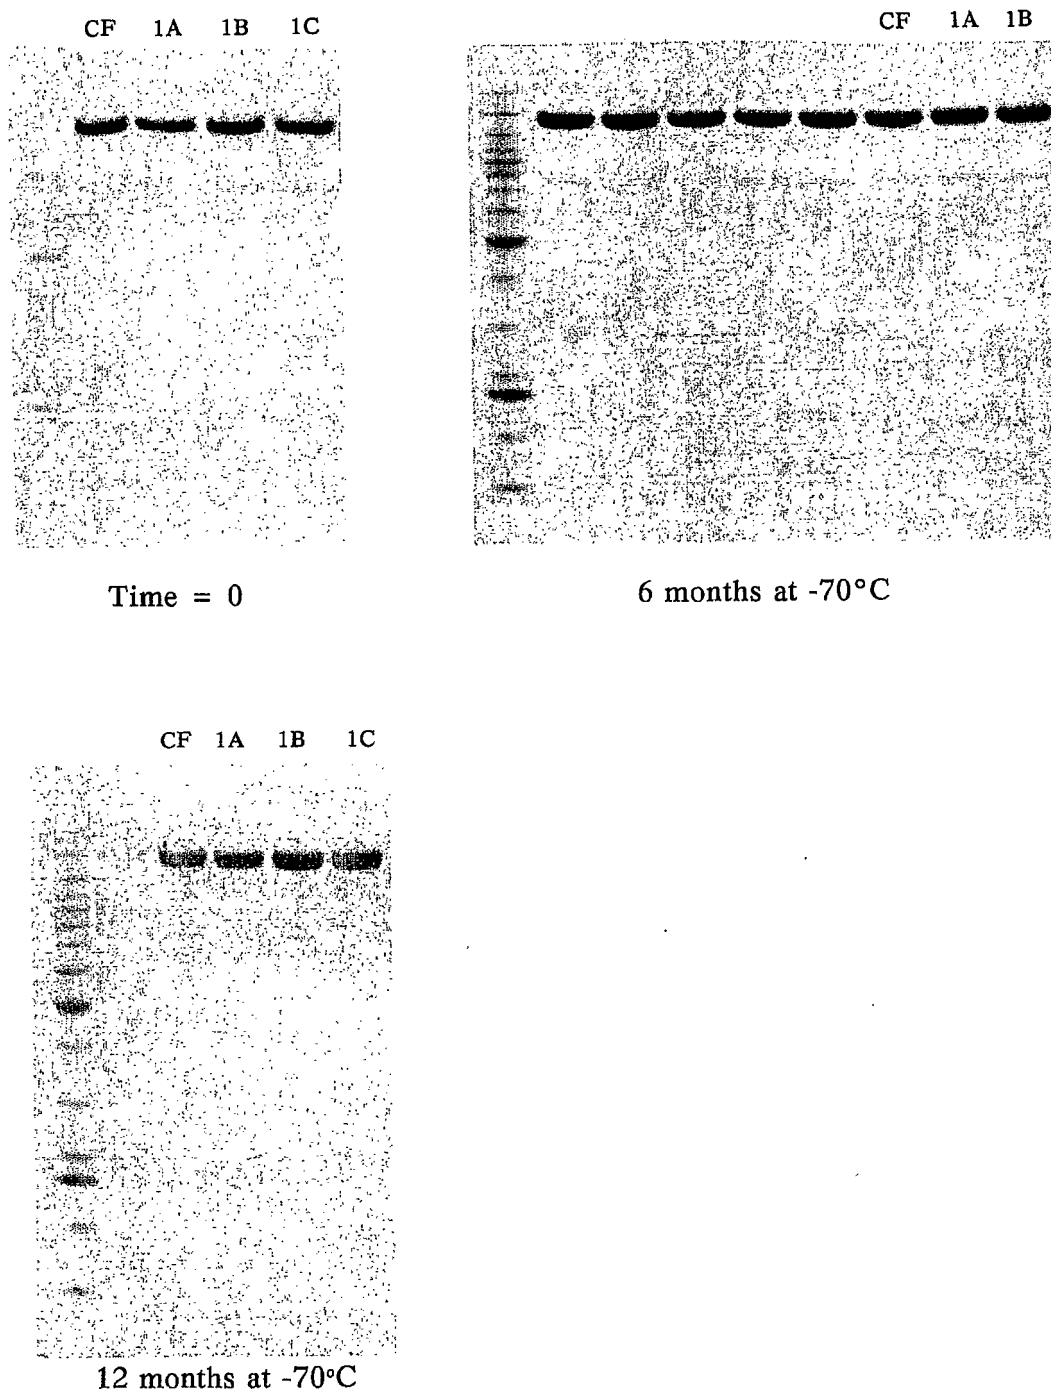 CF 1A 1B 1C
CF 1A 1B
Time = 0
6 months at -70°C
CF 1A 1B 1C
12 months at -70°C